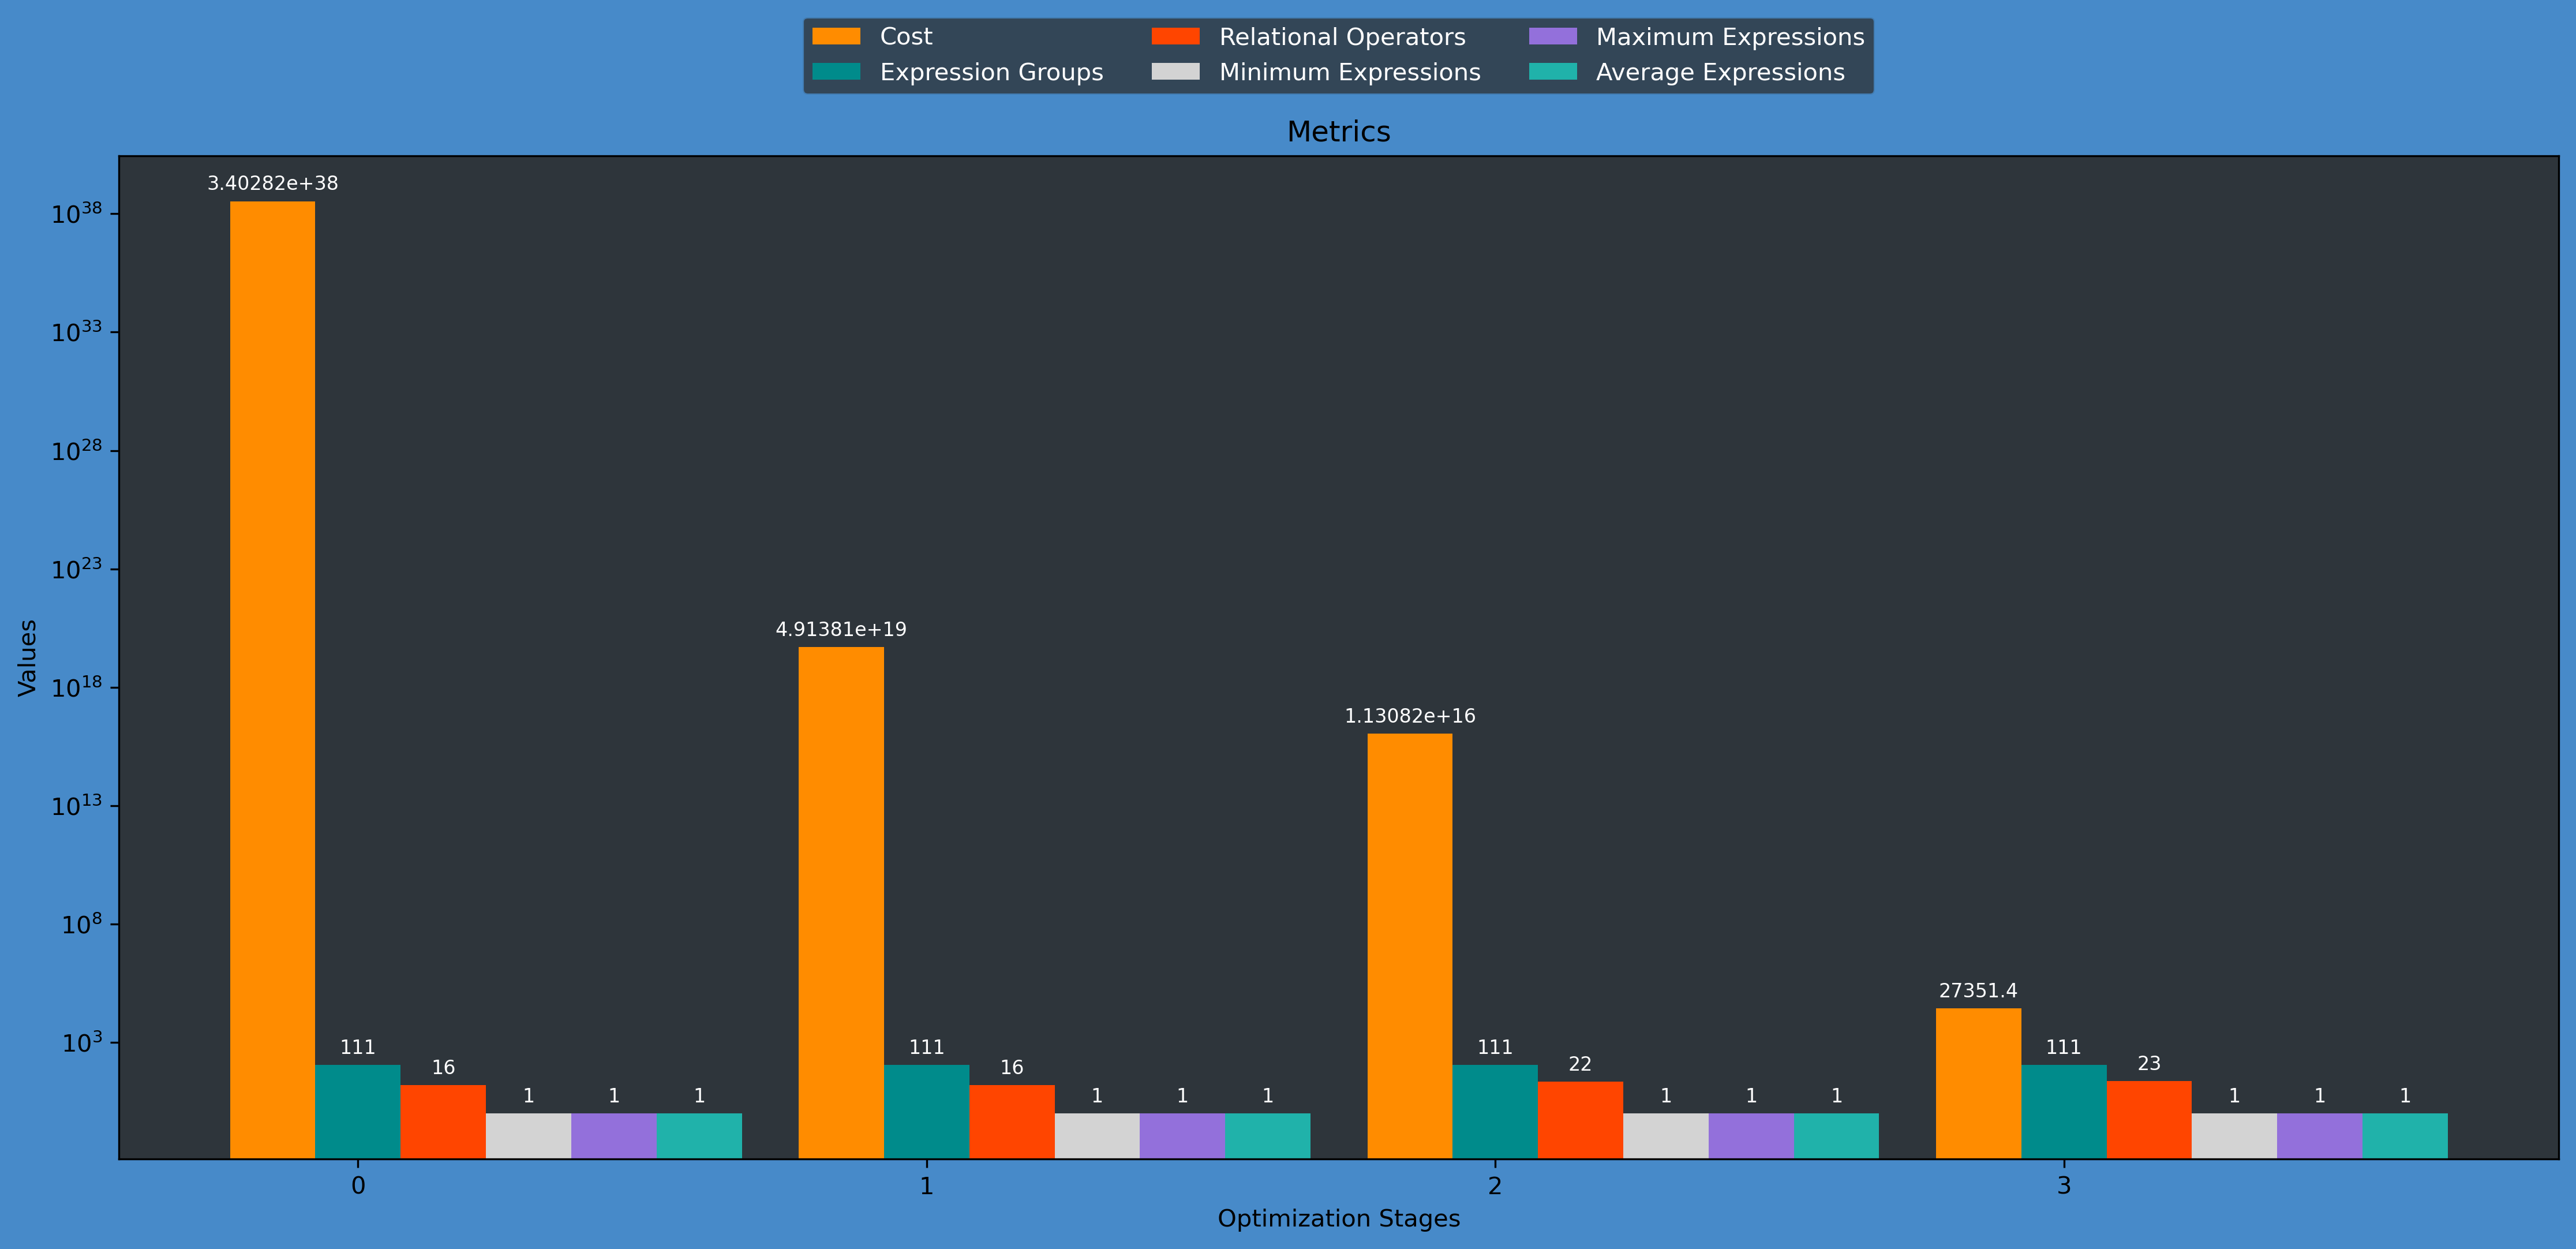 Cost
Relational Operators
Maximum Expressions
Expression Groups
Minimum Expressions
Average Expressions
Metrics
3.40282e+38
10^38
10^33
10^28
10^23
4.91381e+19
Values
10^18
1.13082e+16
10^13
10^8
27351.4
10^3
111 16 1 1 1
111 16 1 1 1
111 22 1 1 1
111 23 1 1 1
0 1 2 3
Optimization Stages